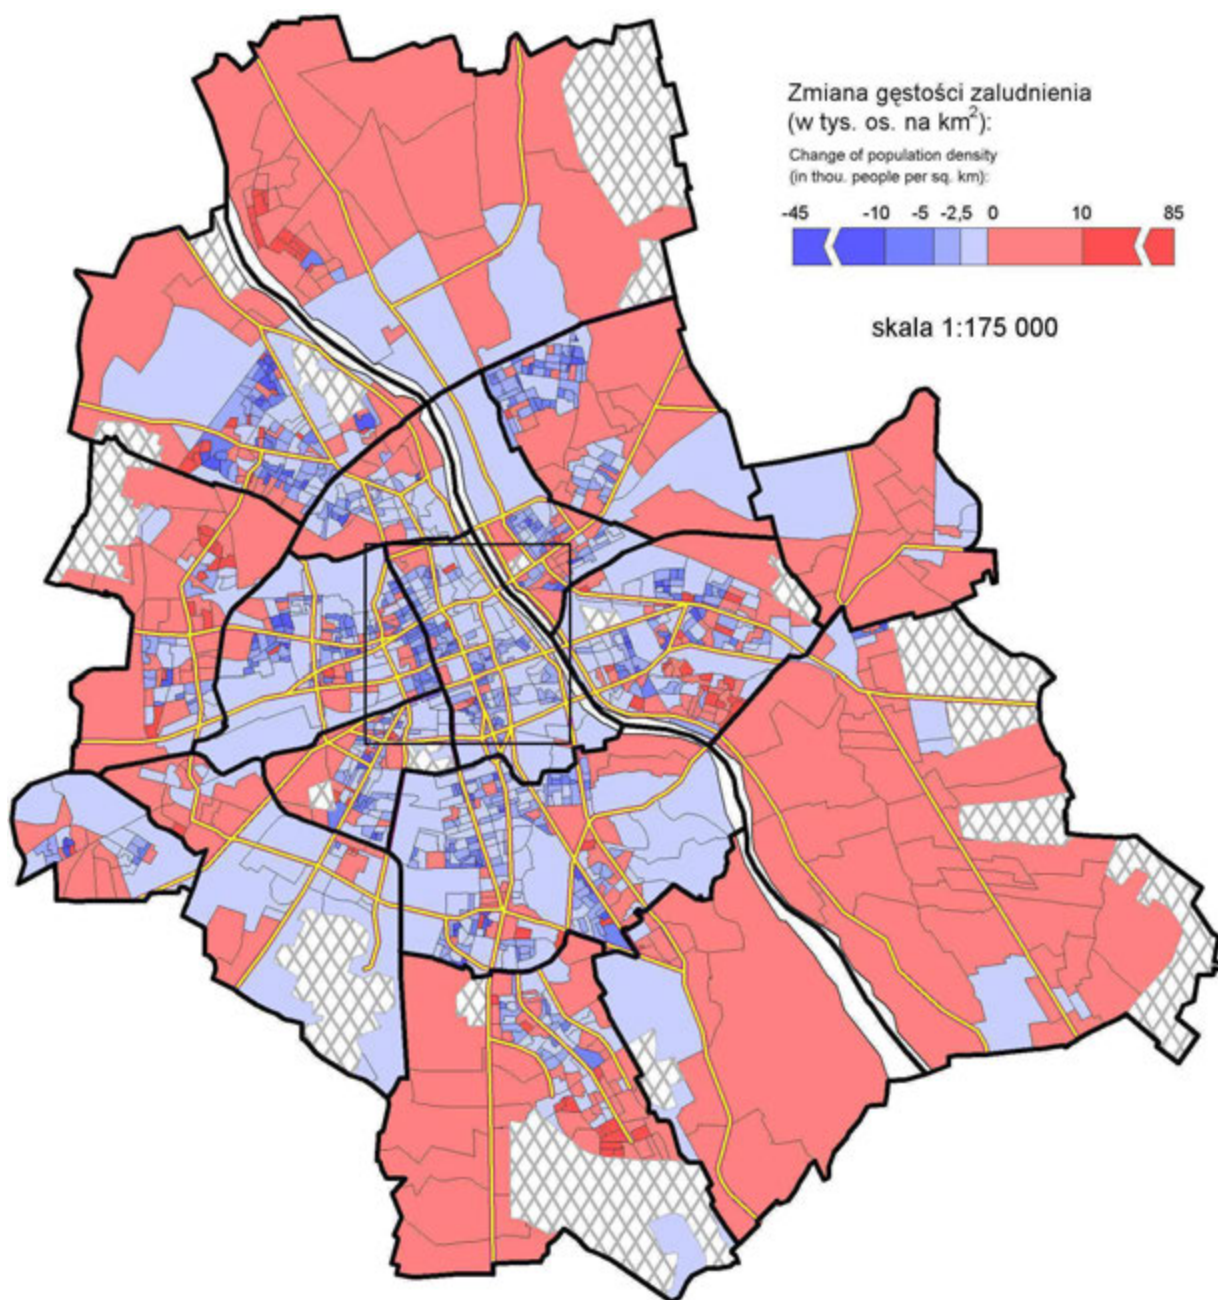 Zmiana gęstości zaludnienia
(w tys. os. na km²):
Change of population density
(in thou. people per sq. km):
-45 -10 -5 -2,5 0 10 85
skala 1:175 000